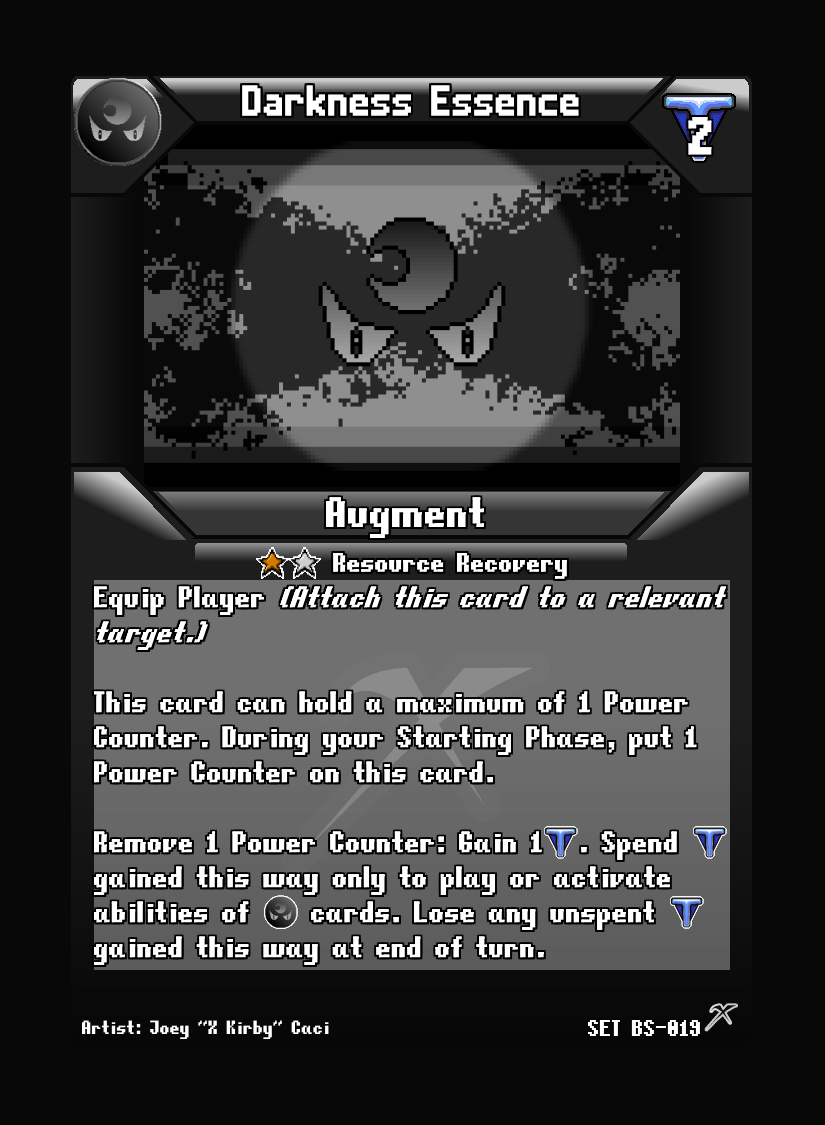 Darkness Essence
2
Augment
Resource Recovery
Equip Player (Attach this card to a relevant
target.)
This card can hold a maximum of 1 Power
Counter. During your Starting Phase, put 1
Power Counter on this card.
Remove 1 Power Counter: Gain 1 T. Spend T
gained this way only to play or activate
abilities of cards. Lose any unspent T
gained this way at end of turn.
Artist: Joey "X Kirby" Caci
SET BS-019